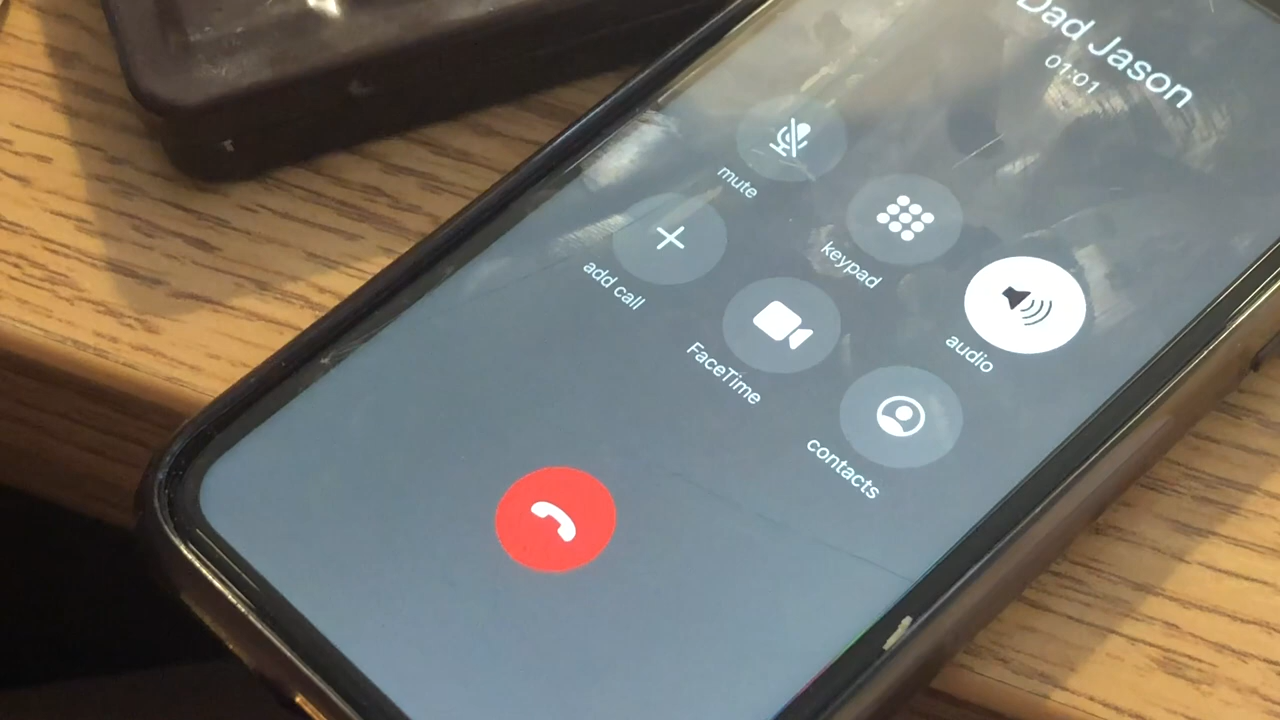 Dad Jason
01:01
mute
keypad
audio
add call
FaceTime
contacts